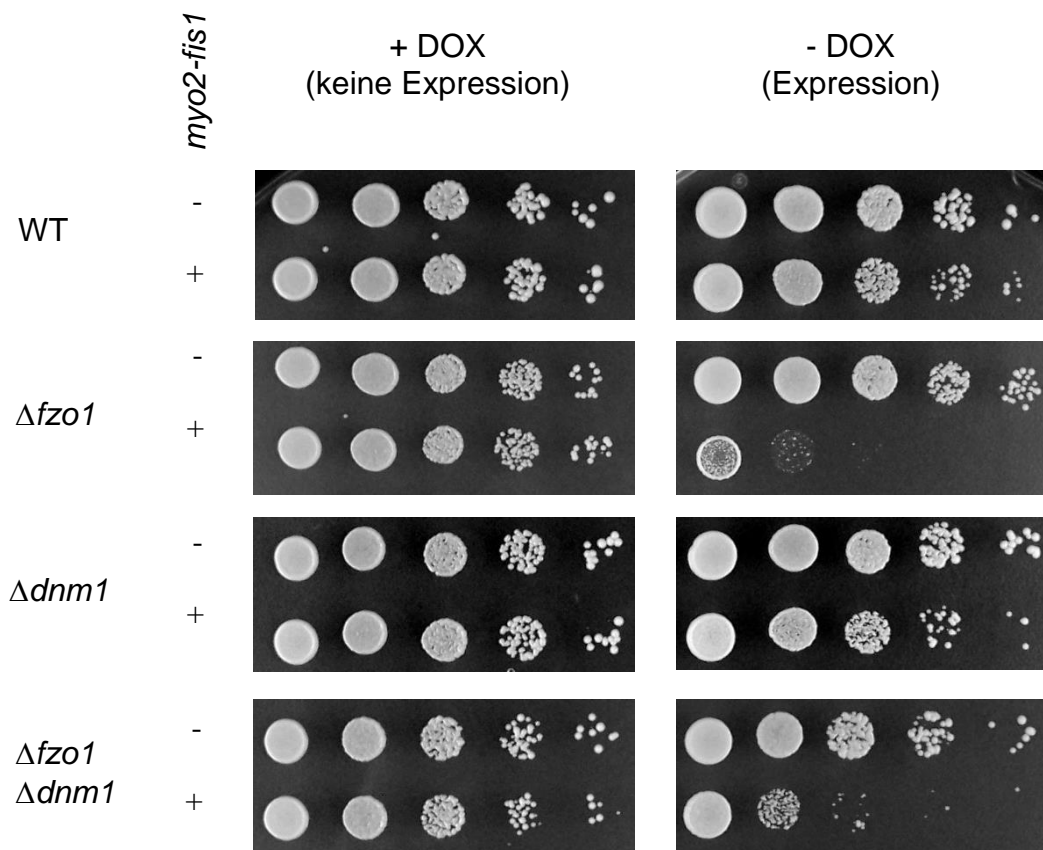 myo2-fis1
+ DOX
(keine Expression)
- DOX
(Expression)
WT
-
+
Δfzo1
-
+
Δdnm1
-
+
Δfzo1
Δdnm1
-
+